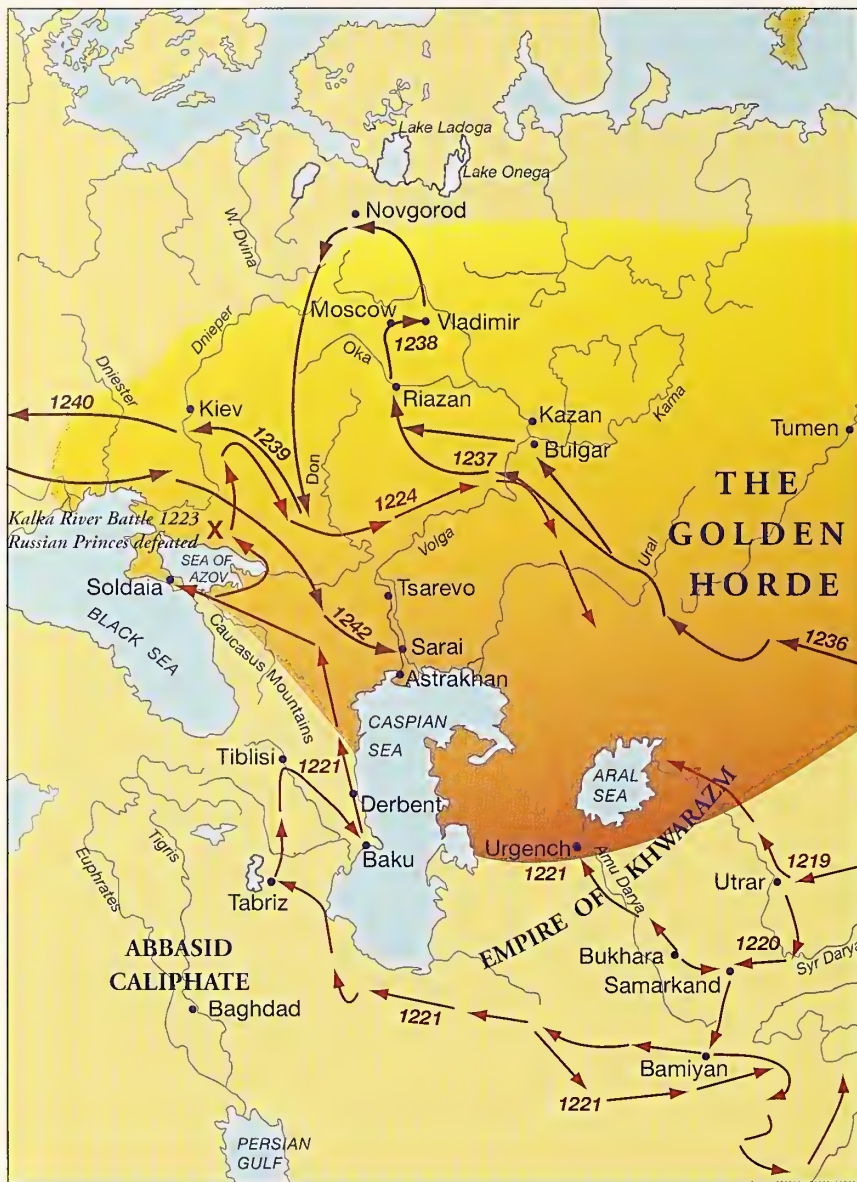 Lake Ladoga
Lake Onega
Novgorod
W. Dvina
Dnieper
Moscow
Vladimir
1238
Oka
Dniester
Riazan
1240
Kiev
Kazan
Kama
Tumen
1239
Bulgar
Don
1237
THE
GOLDEN
HORDE
1224
Kalka River Battle 1223
Russian Princes defeated
X
Volga
Ural
SEA OF
AZOV
Soldaia
Tsarevo
BLACK SEA
1242
1236
Sarai
Caucasus Mountains
Astrakhan
CASPIAN
SEA
Tiblisi
1221
ARAL
SEA
Derbent
Tigris
Euphrates
Baku
Urgench
1221
Amu Darya
EMPIRE OF KHWARAZM
1219
Utrar
Tabriz
ABBASID
CALIPHATE
Bukhara
1220
Syr Darya
Samarkand
Baghdad
1221
Bamiyan
1221
PERSIAN
GULF